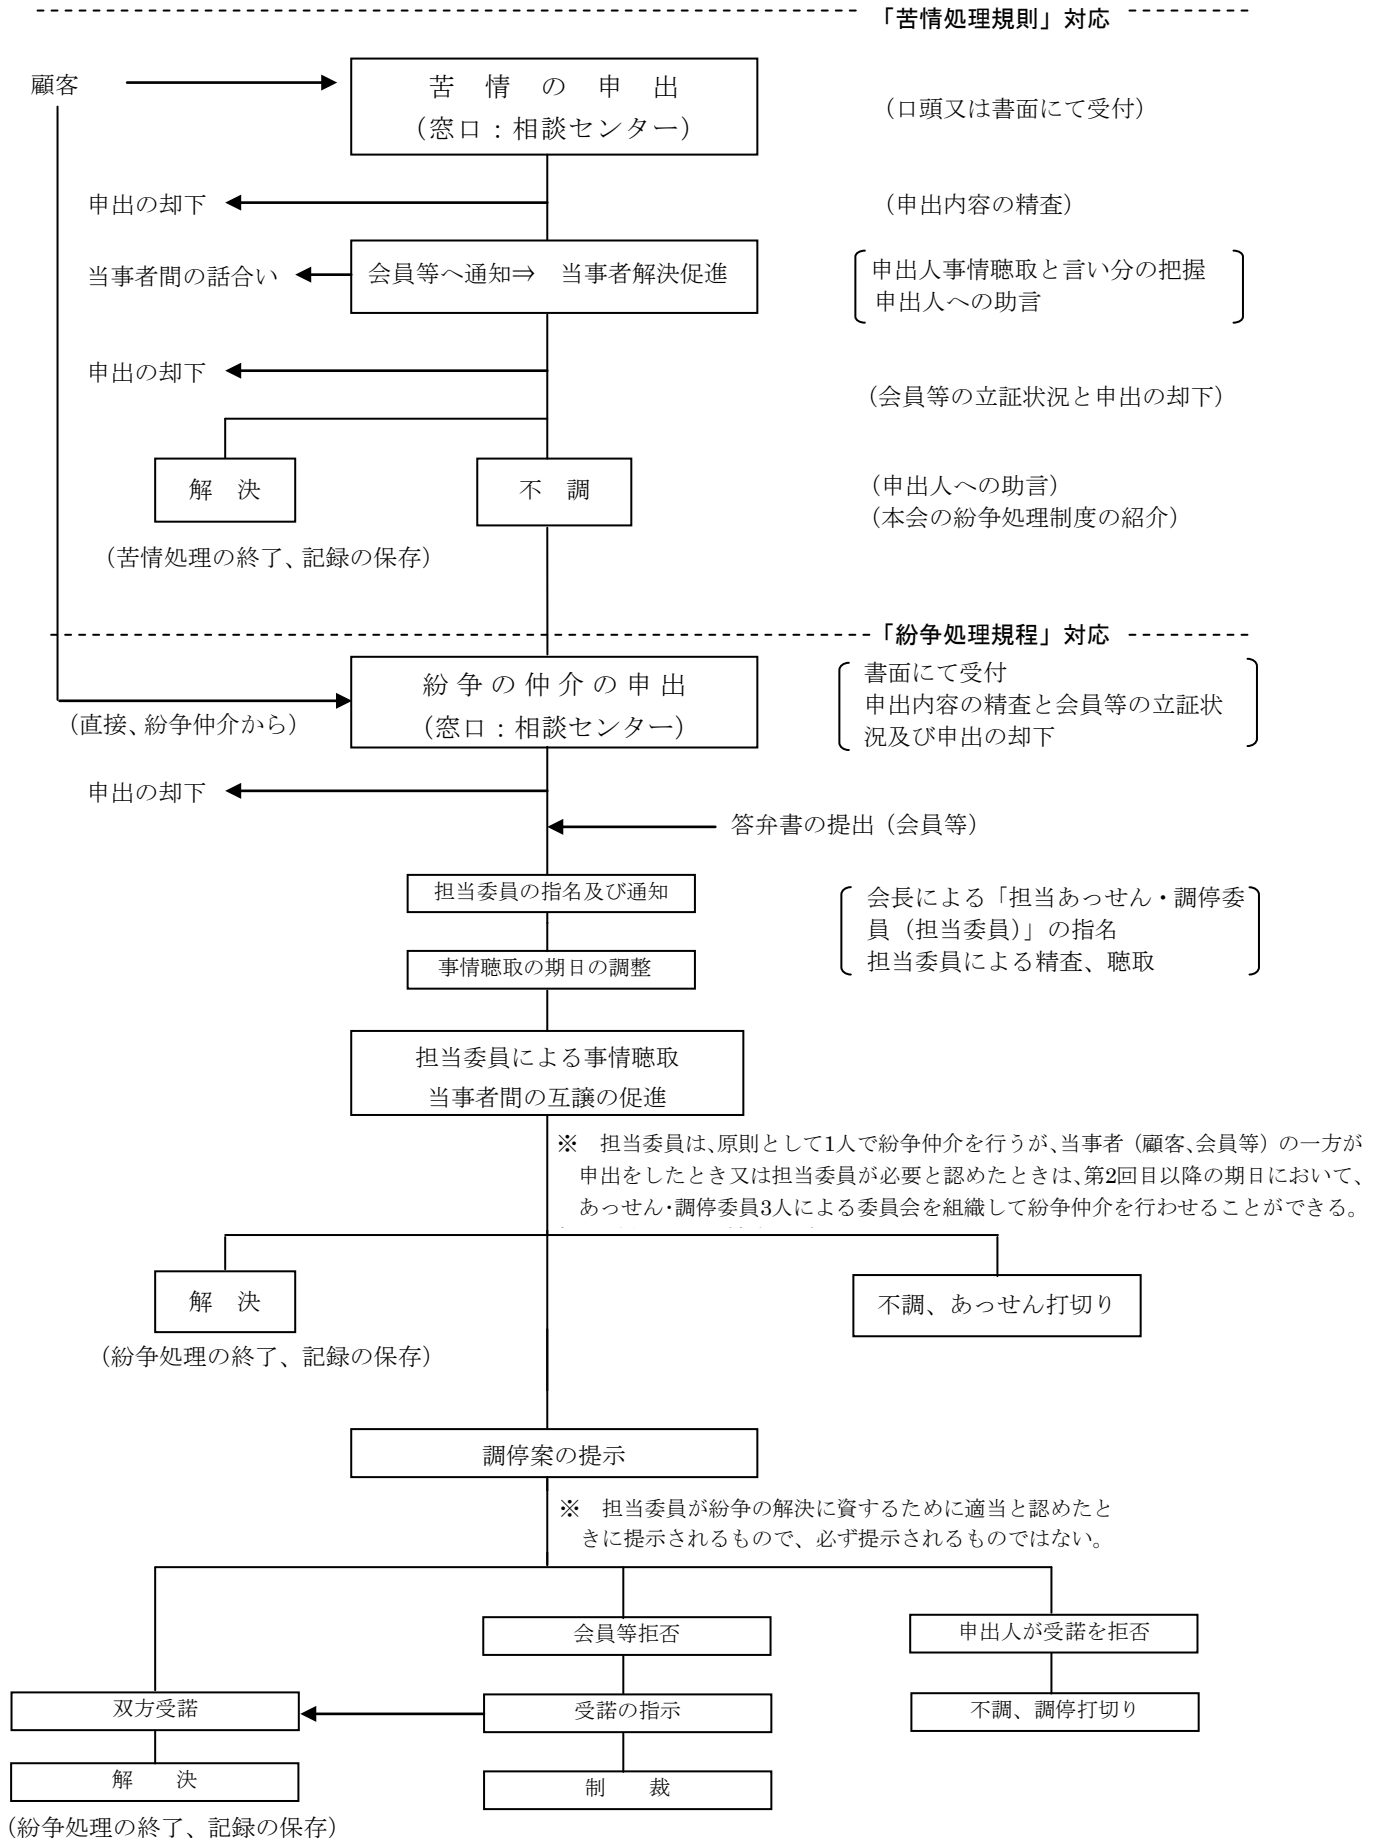 「苦情処理規則」対応
顧客
苦情の申出
（窓口：相談センター）
（口頭又は書面にて受付）
申出の却下
（申出内容の精査）
当事者間の話合い
会員等へ通知⇒　当事者解決促進
申出人事情聴取と言い分の把握
申出人への助言
申出の却下
（会員等の立証状況と申出の却下）
解　決
不　調
（申出人への助言）
（本会の紛争処理制度の紹介）
（苦情処理の終了、記録の保存）
「紛争処理規程」対応
紛争の仲介の申出
（窓口：相談センター）
（直接、紛争仲介から）
書面にて受付
申出内容の精査と会員等の立証状
況及び申出の却下
申出の却下
答弁書の提出（会員等）
担当委員の指名及び通知
会長による「担当あっせん・調停委
員（担当委員）」の指名
担当委員による精査、聴取
事情聴取の期日の調整
担当委員による事情聴取
当事者間の互譲の促進
※　担当委員は、原則として1人で紛争仲介を行うが、当事者（顧客、会員等）の一方が
申出をしたとき又は担当委員が必要と認めたときは、第2回目以降の期日において、
あっせん・調停委員3人による委員会を組織して紛争仲介を行わせることができる。
解　決
不調、あっせん打切り
（紛争処理の終了、記録の保存）
調停案の提示
※　担当委員が紛争の解決に資するために適当と認めたと
きに提示されるもので、必ず提示されるものではない。
会員等拒否
申出人が受諾を拒否
双方受諾
受諾の指示
不調、調停打切り
解　　決
制　　裁
（紛争処理の終了、記録の保存）